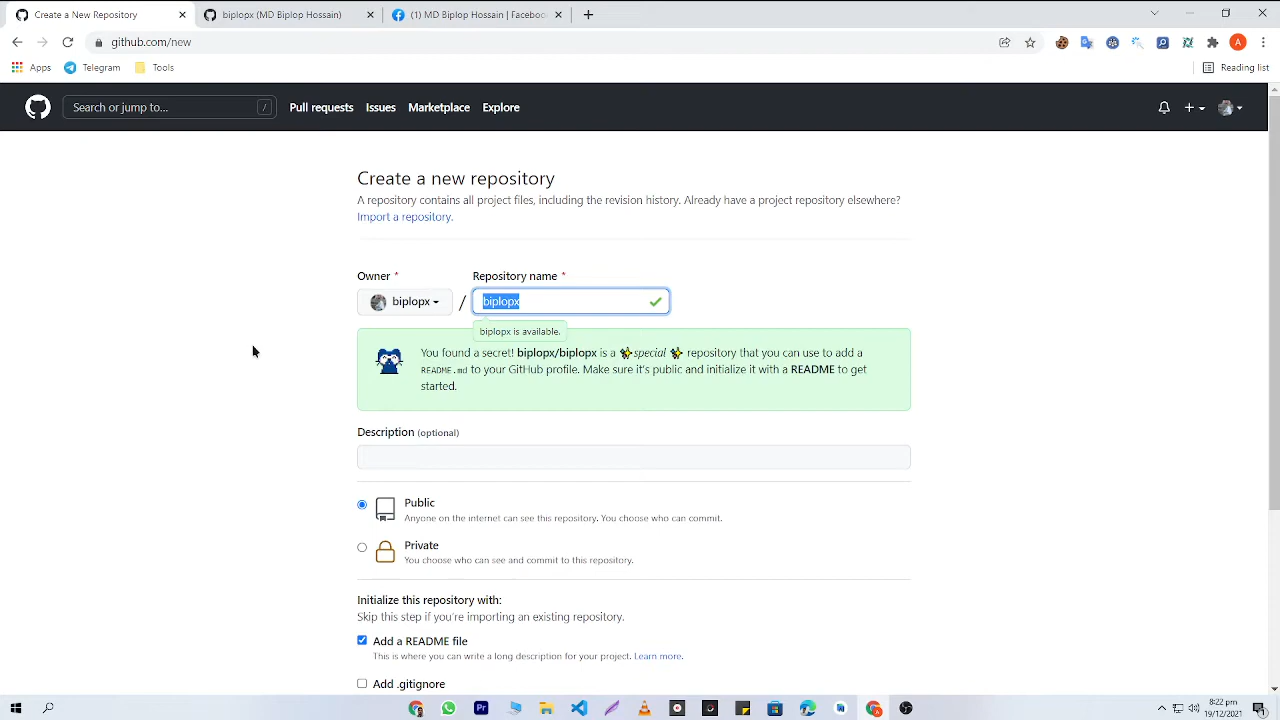 Create a New Repository
biplopx (MD Biplop Hossain)
(1) MD Biplop Hossain | Facebook
github.com/new
A
Apps
Telegram
Tools
Reading list
Search or jump to...
/
Pull requests
Issues
Marketplace
Explore
Create a new repository
A repository contains all project files, including the revision history. Already have a project repository elsewhere?
Import a repository.
Owner *
Repository name *
biplopx
/
biplopx
biplopx is available.
You found a secret! biplopx/biplopx is a ✨special ✨ repository that you can use to add a
README.md to your GitHub profile. Make sure it's public and initialize it with a README to get
started.
Description (optional)
Public
Anyone on the internet can see this repository. You choose who can commit.
Private
You choose who can see and commit to this repository.
Initialize this repository with:
Skip this step if you're importing an existing repository.
Add a README file
This is where you can write a long description for your project. Learn more.
Add .gitignore
Pr
8:22 pm
19/12/2021